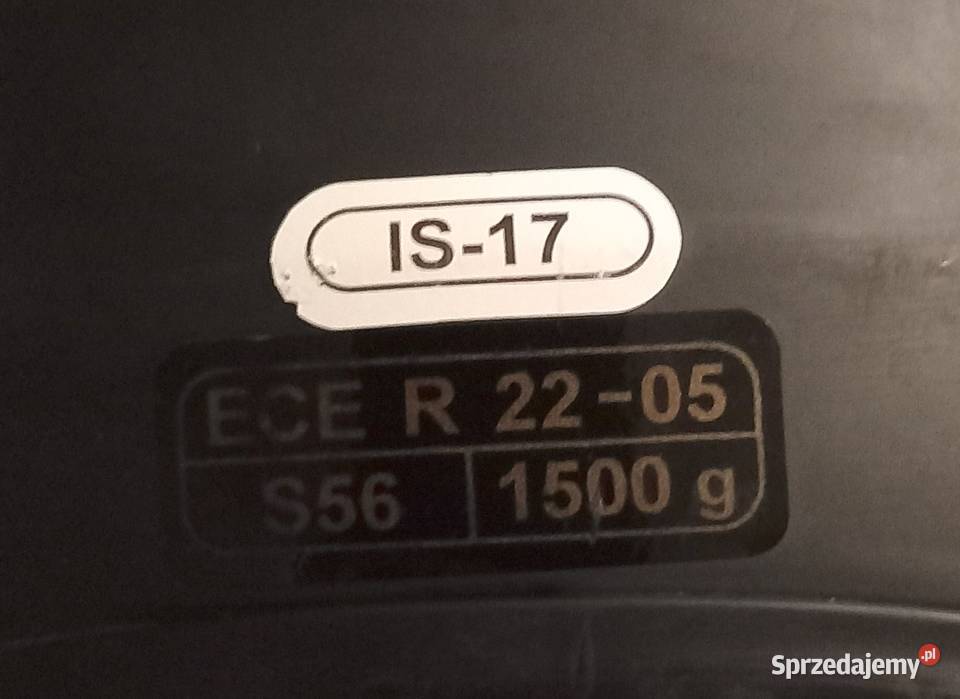 IS-17
ECE R 22-05
S56 1500 g
Sprzedajemy.pl